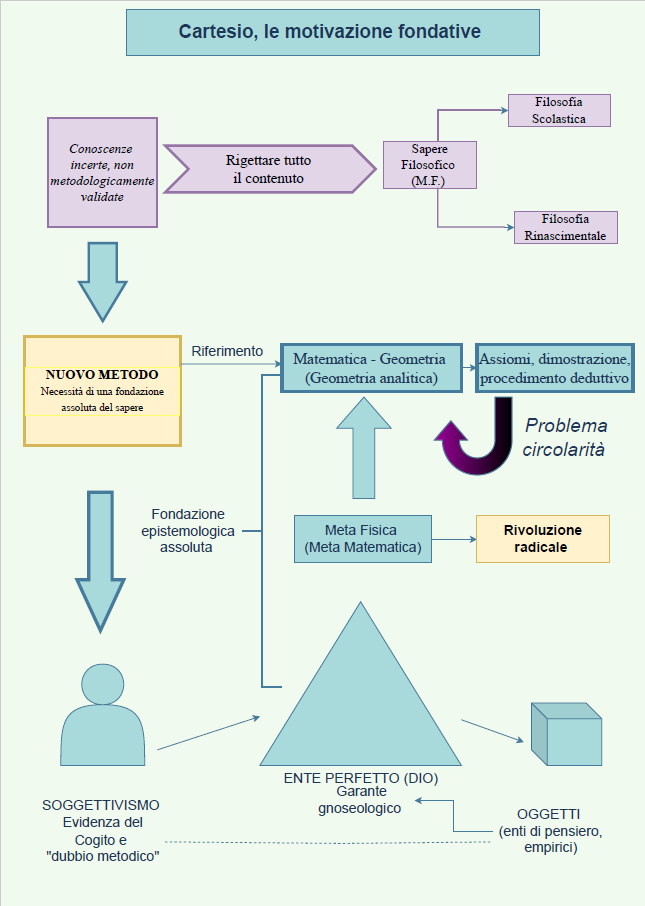 Cartesio, le motivazione fondative
Filosofia
Scolastica
Conoscenze
incerte, non
metodologicamente
validate
Rigettare tutto
il contenuto
Sapere
Filosofico
(M.F.)
Filosofia
Rinascimentale
NUOVO METODO
Necessità di una fondazione
assoluta del sapere
Riferimento
Matematica - Geometria
(Geometria analitica)
Assiomi, dimostrazione,
procedimento deduttivo
Problema
circolarità
Fondazione
epistemologica
assoluta
Meta Fisica
(Meta Matematica)
Rivoluzione
radicale
ENTE PERFETTO (DIO)
Garante
gnoseologico
SOGGETTIVISMO
Evidenza del
Cogito e
"dubbio metodico"
OGGETTI
(enti di pensiero,
empirici)